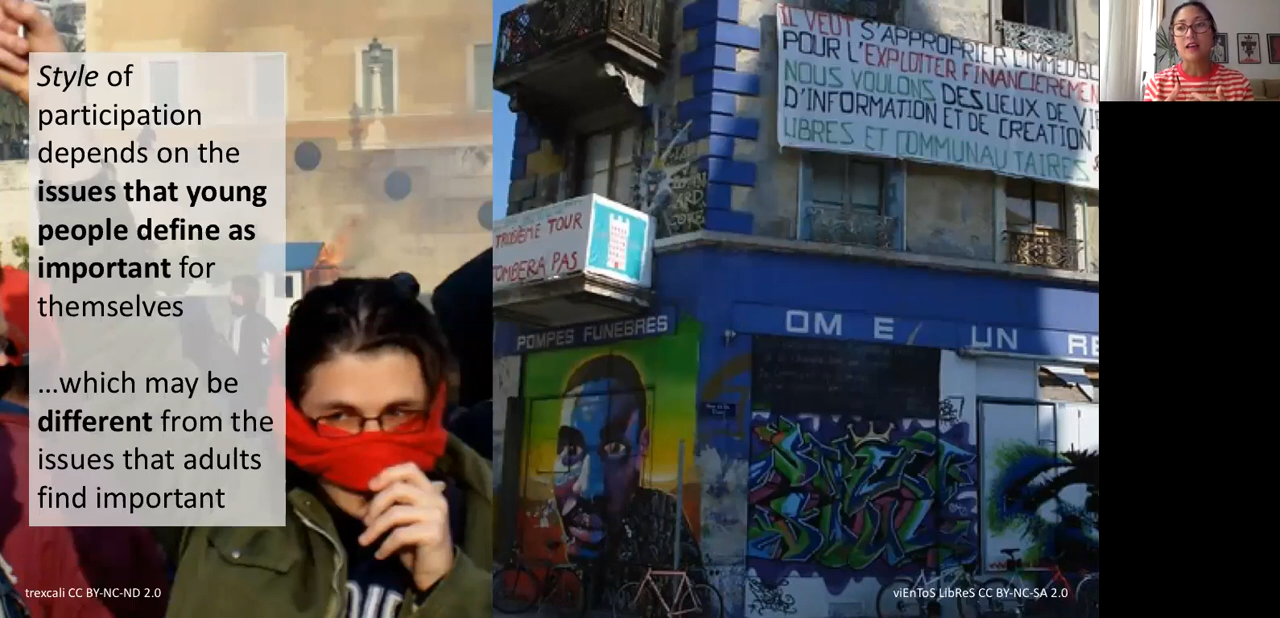 Style of
participation
depends on the
issues that young
people define as
important for
themselves
...which may be
different from the
issues that adults
find important
trexcali CC BY-NC-ND 2.0
IL VEUT S'APPROPRIER L'IMMEUBL
POUR L'EXPLOITER FINANCIEREMEN
NOUS VOULONS DES LIEUX DE VI
D'INFORMATION ET DE CREATION
LIBRES ET COMMUNAUTAIRES
TROISIÈME TOUR
TOMBERA PAS
POMPES FUNEBRES
OM E UN RE
viEnToS LibReS CC BY-NC-SA 2.0